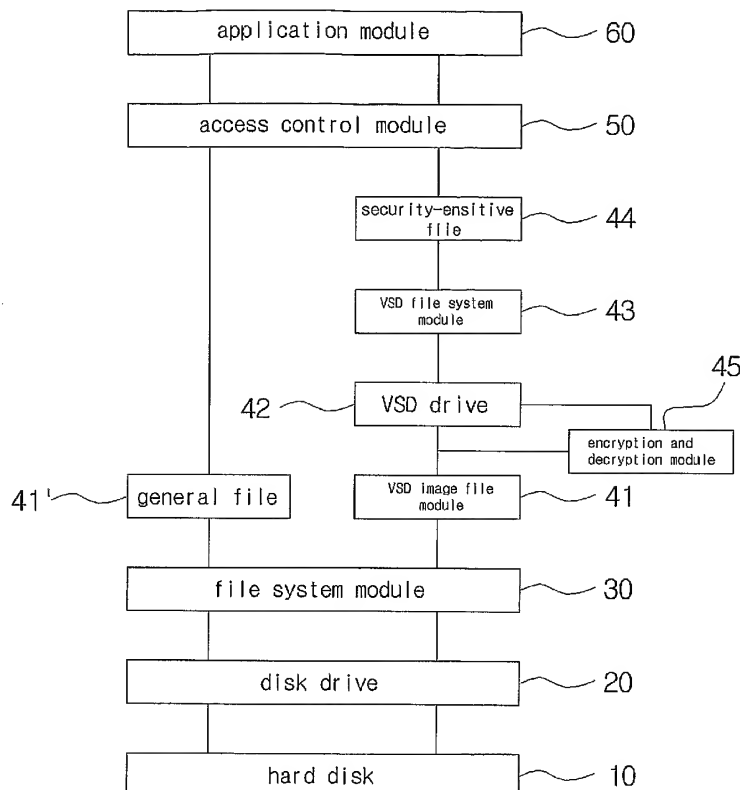 application module
60
access control module
50
security-ensitive
file
44
VSD file system
module
43
45
42
VSD drive
encryption and
decryption module
41'
general file
VSD image file
module
41
file system module
30
disk drive
20
hard disk
10